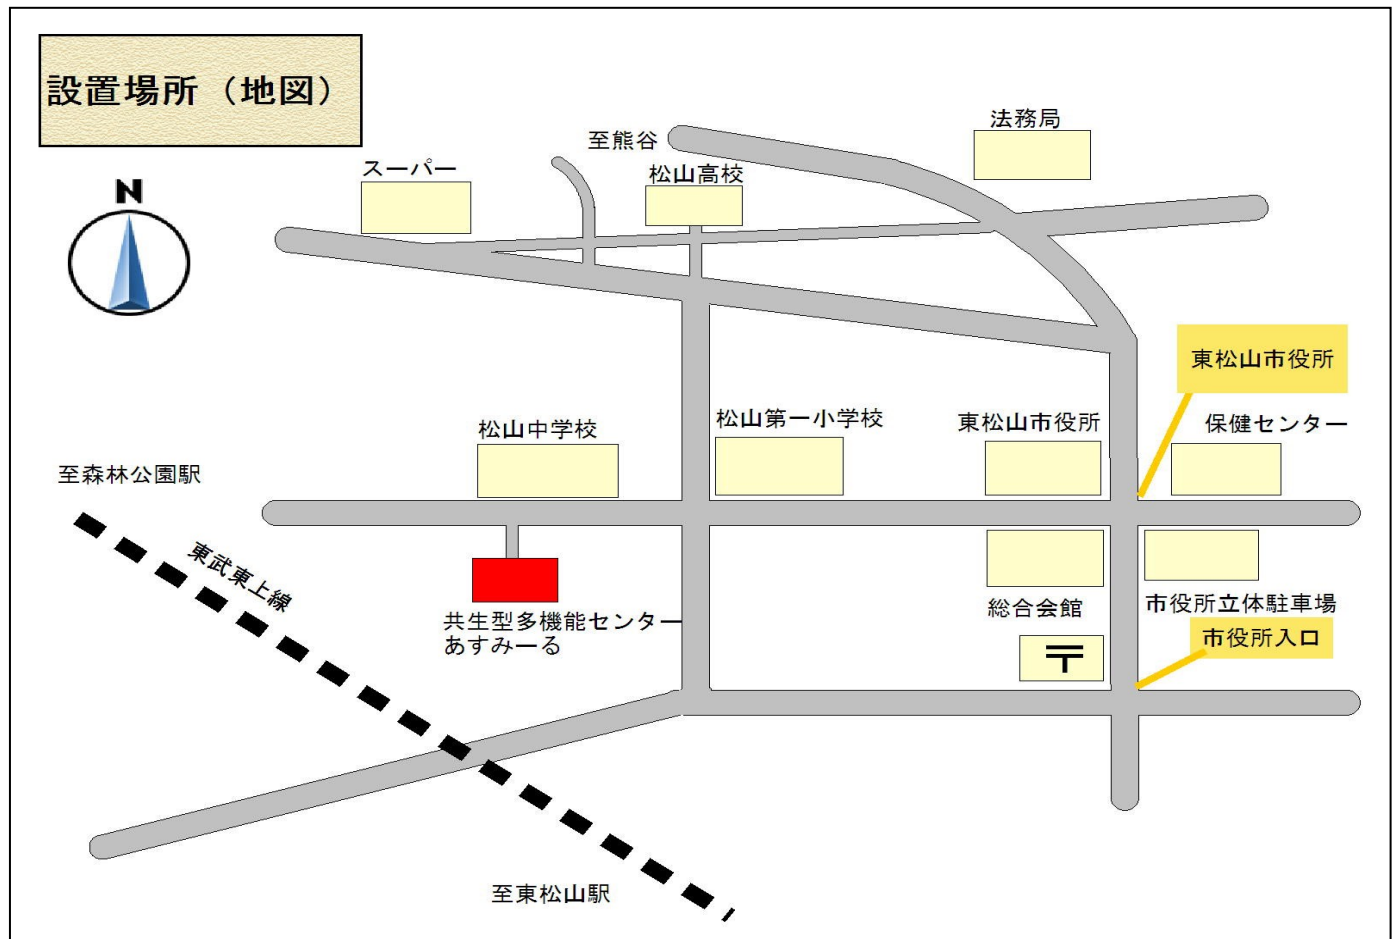 設置場所（地図）
N
至熊谷
法務局
スーパー
松山高校
東松山市役所
松山中学校
松山第一小学校
東松山市役所
保健センター
至森林公園駅
東武東上線
共生型多機能センター
あすみーる
総合会館
市役所立体駐車場
市役所入口
〒
至東松山駅